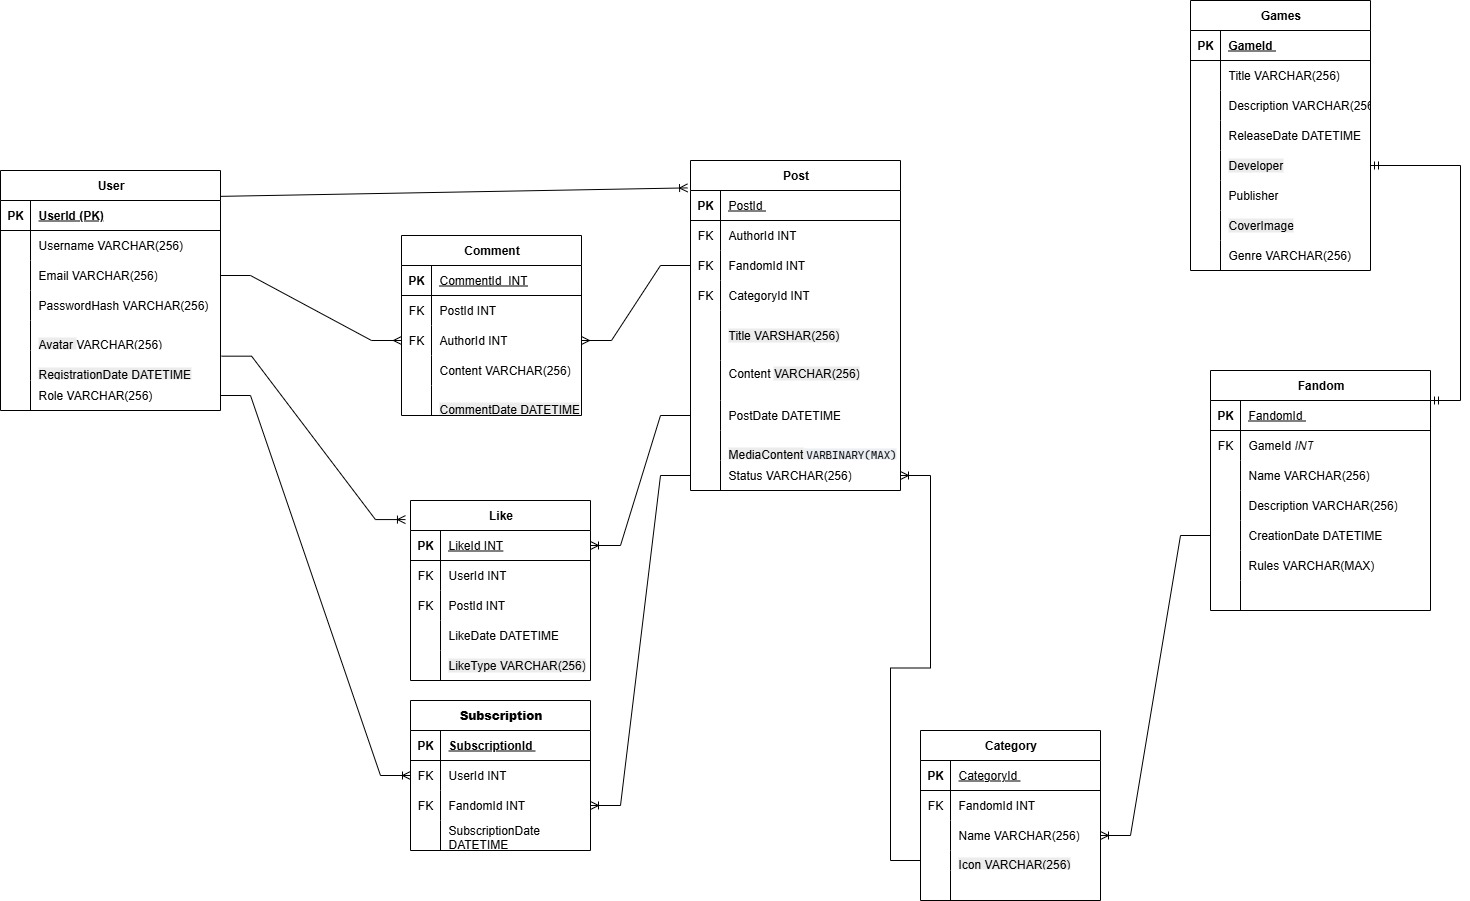 Games
PK GameId
Title VARCHAR(256)
Description VARCHAR(256
ReleaseDate DATETIME
Developer
Publisher
CoverImage
Genre VARCHAR(256)
User
PK UserId (PK)
Username VARCHAR(256)
Email VARCHAR(256)
PasswordHash VARCHAR(256)
Avatar VARCHAR(256)
RegistrationDate DATETIME
Role VARCHAR(256)
Comment
PK CommentId INT
FK PostId INT
FK AuthorId INT
Content VARCHAR(256)
CommentDate DATETIME
Post
PK PostId
FK AuthorId INT
FK FandomId INT
FK CategoryId INT
Title VARSHAR(256)
Content VARCHAR(256)
PostDate DATETIME
MediaContent VARBINARY(MAX)
Status VARCHAR(256)
Fandom
PK FandomId
FK GameId INT
Name VARCHAR(256)
Description VARCHAR(256)
CreationDate DATETIME
Rules VARCHAR(MAX)
Like
PK LikeId INT
FK UserId INT
FK PostId INT
LikeDate DATETIME
LikeType VARCHAR(256)
Subscription
PK SubscriptionId
FK UserId INT
FK FandomId INT
SubscriptionDate
DATETIME
Category
PK CategoryId
FK FandomId INT
Name VARCHAR(256)
Icon VARCHAR(256)